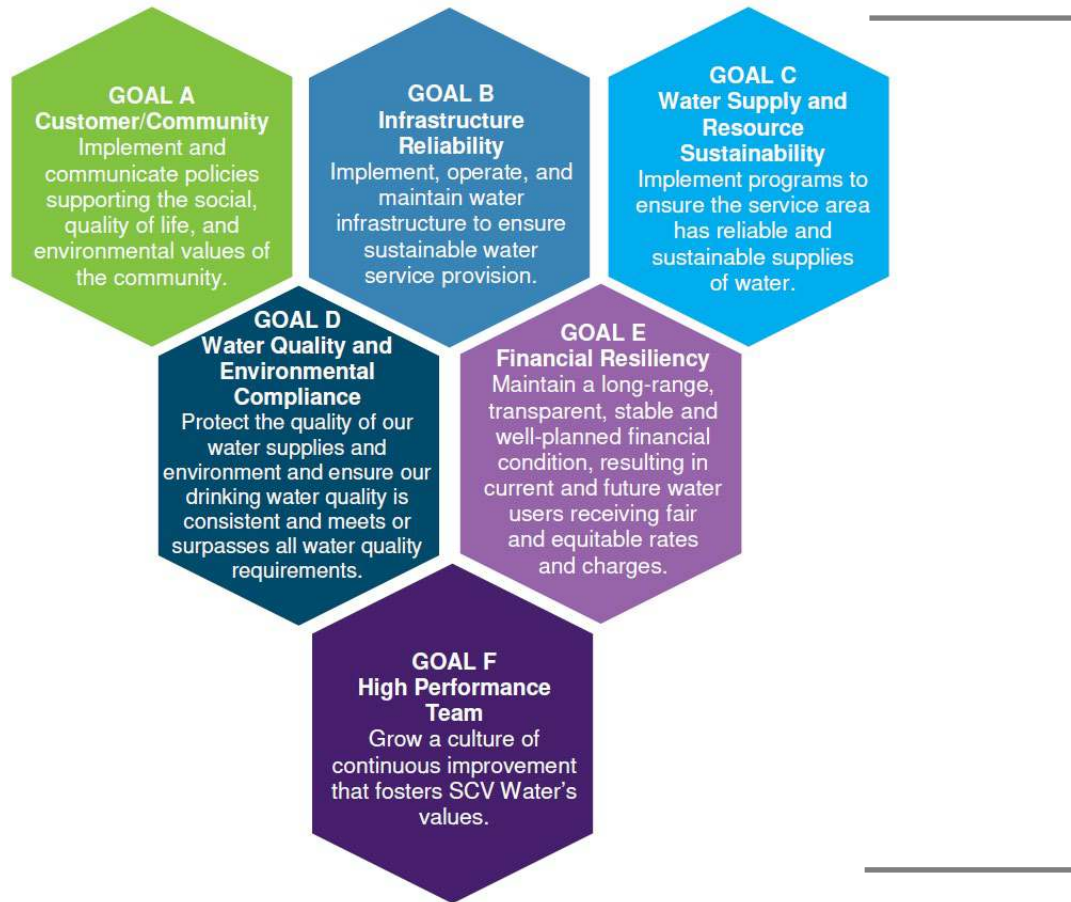 GOAL A
Customer/Community
Implement and
communicate policies
supporting the social,
quality of life, and
environmental values of
the community.
GOAL B
Infrastructure
Reliability
Implement, operate, and
maintain water
infrastructure to ensure
sustainable water
service provision.
GOAL C
Water Supply and
Resource
Sustainability
Implement programs to
ensure the service area
has reliable and
sustainable supplies
of water.
GOAL D
Water Quality and
Environmental
Compliance
Protect the quality of our
water supplies and
environment and ensure our
drinking water quality is
consistent and meets or
surpasses all water quality
requirements.
GOAL E
Financial Resiliency
Maintain a long-range,
transparent, stable and
well-planned financial
condition, resulting in
current and future water
users receiving fair
and equitable rates
and charges.
GOAL F
High Performance
Team
Grow a culture of
continuous improvement
that fosters SCV Water’s
values.